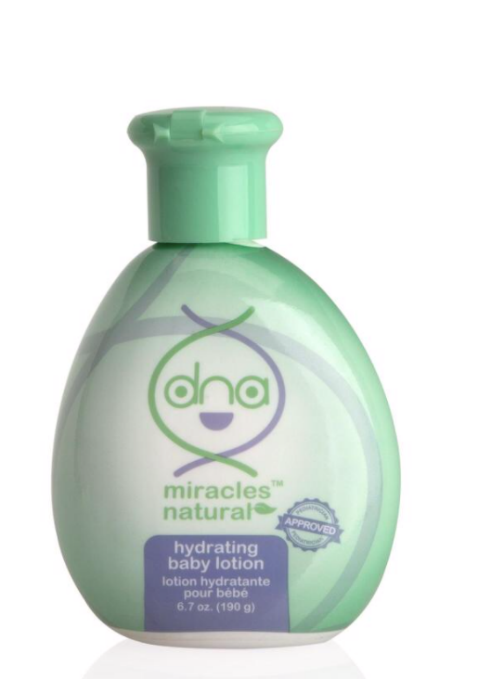 dna
miracles™
natural
APPROVED
hydrating
baby lotion
lotion hydratante
pour bébé
6.7 oz. (190 g)